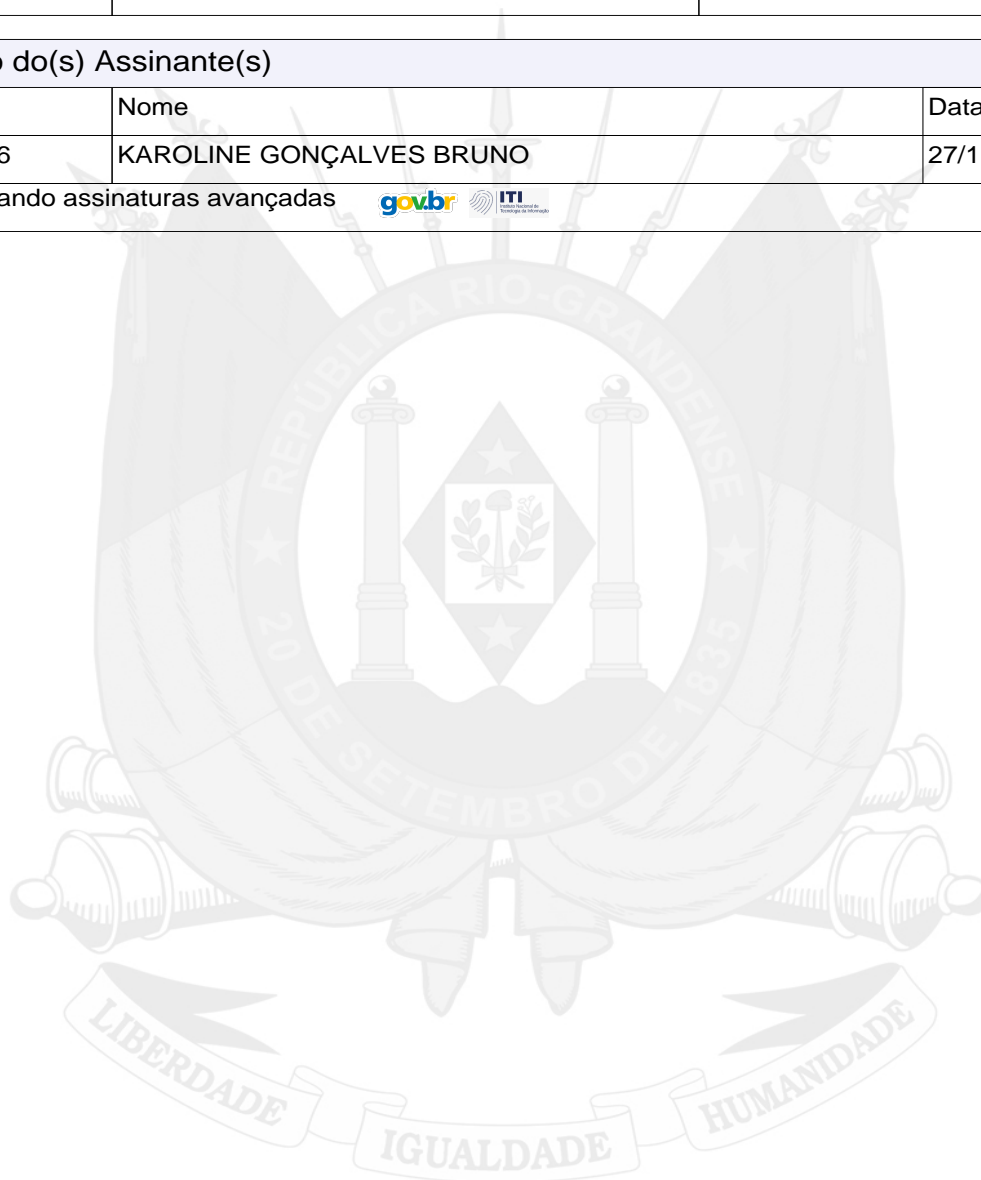 o do(s) Assinante(s)
Nome Data
6 KAROLINE GONÇALVES BRUNO 27/1
ando assinaturas avançadas gov.br ITI
REPÚBLICA RIO-GRANDENSE
20 DE SETEMBRO DE 1835
LIBERDADE IGUALDADE HUMANIDADE